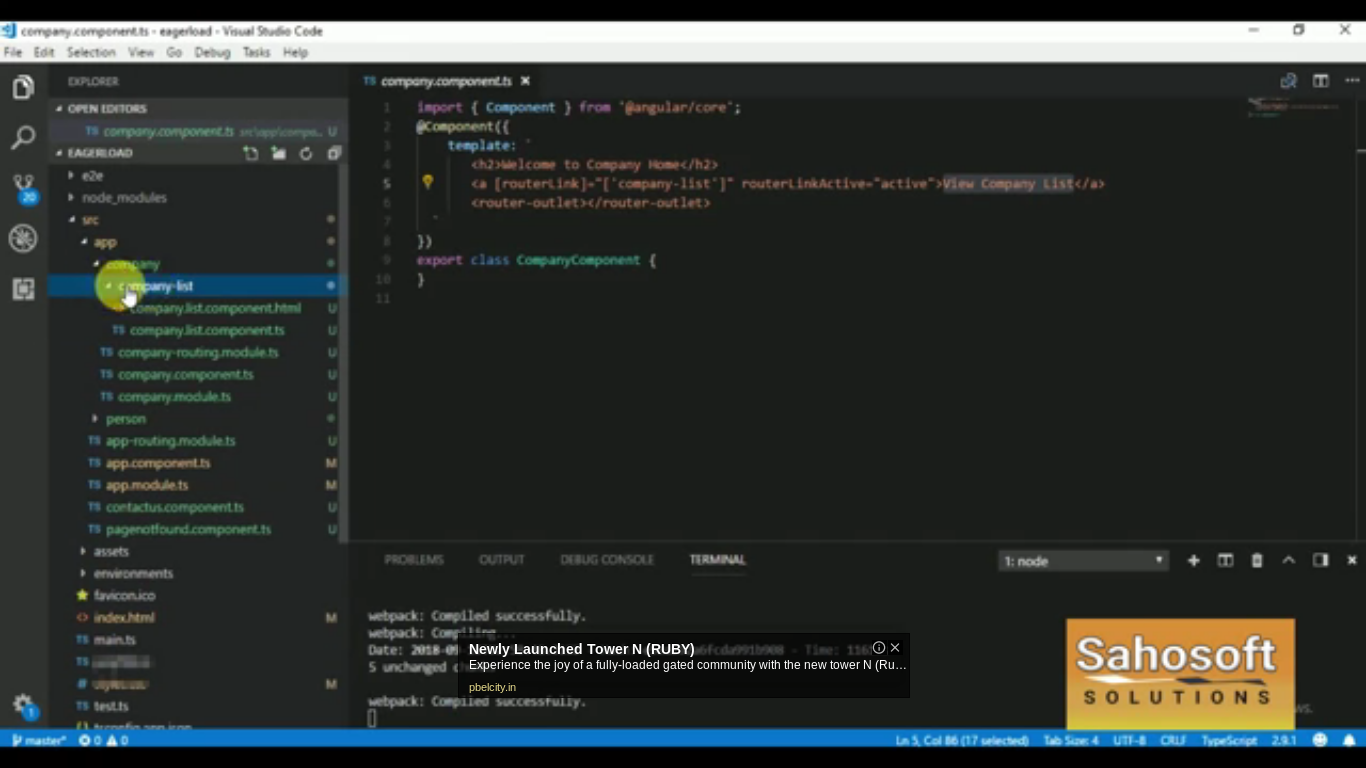 company.component.ts - eagerload - Visual Studio Code
File Edit Selection View Go Debug Tasks Help
EXPLORER
OPEN EDITORS
TS company.component.ts src\app\compa... U
EAGERLOAD
e2e
node_modules
src
app
company
company-list
company.list.component.html U
TS company.list.component.ts U
TS company-routing.module.ts U
TS company.component.ts U
TS company.module.ts U
person
TS app-routing.module.ts U
TS app.component.ts M
TS app.module.ts M
TS contactus.component.ts U
TS pagenotfound.component.ts U
assets
environments
favicon.ico
<> index.html M
TS main.ts
TS
# M
TS test.ts
{} tsconfig.app.json
20
1
TS company.component.ts ×
1 import { Component } from '@angular/core';
2 @Component({
3 template: `
4 <h2>Welcome to Company Home</h2>
5 <a [routerLink]="['company-list']" routerLinkActive="active">View Company List</a>
6 <router-outlet></router-outlet>
7 `
8 })
9 export class CompanyComponent {
10 }
11
PROBLEMS OUTPUT DEBUG CONSOLE TERMINAL 1: node
webpack: Compiled successfully.
webpack: Compiling...
Date: 2018-09 a6fcda991b908 - Time: 116
5 unchanged
webpack: Compiled successfully.
Newly Launched Tower N (RUBY)
Experience the joy of a fully-loaded gated community with the new tower N (Ru...
pbelcity.in
Sahosoft
SOLUTIONS
ws.
master* 0 0 Ln 5, Col 86 (17 selected) Tab Size: 4 UTF-8 CRLF TypeScript 2.9.1